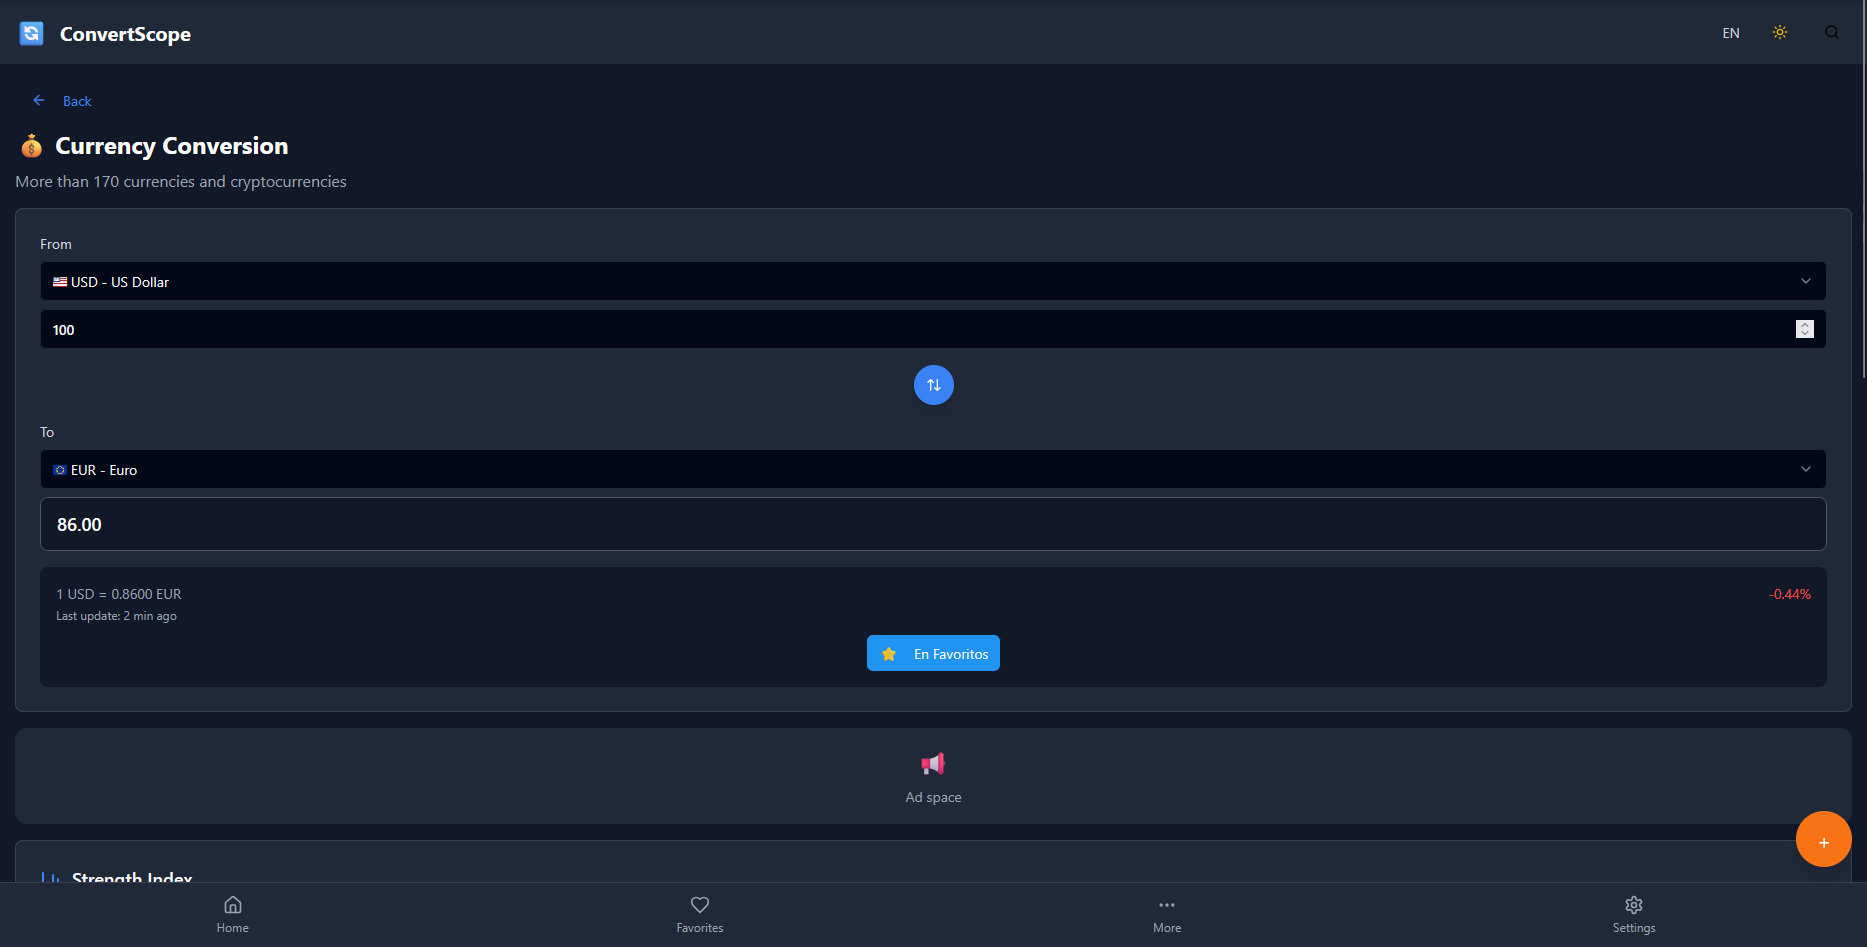 ConvertScope
EN
Back
Currency Conversion
More than 170 currencies and cryptocurrencies
From
USD - US Dollar
100
To
EUR - Euro
86.00
1 USD = 0.8600 EUR
-0.44%
Last update: 2 min ago
En Favoritos
Ad space
+
Strength Index
Home
Favorites
More
Settings